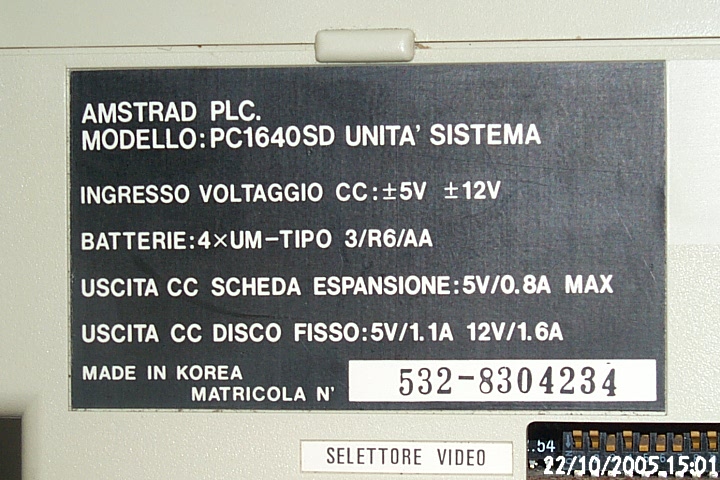 AMSTRAD PLC.
MODELLO:PC1640SD UNITA' SISTEMA
INGRESSO VOLTAGGIO CC:±5V ±12V
BATTERIE:4×UM-TIPO 3/R6/AA
USCITA CC SCHEDA ESPANSIONE:5V/0.8A MAX
USCITA CC DISCO FISSO:5V/1.1A 12V/1.6A
MADE IN KOREA
MATRICOLA N' 532-8304234
SELETTORE VIDEO
22/10/2005 15:01